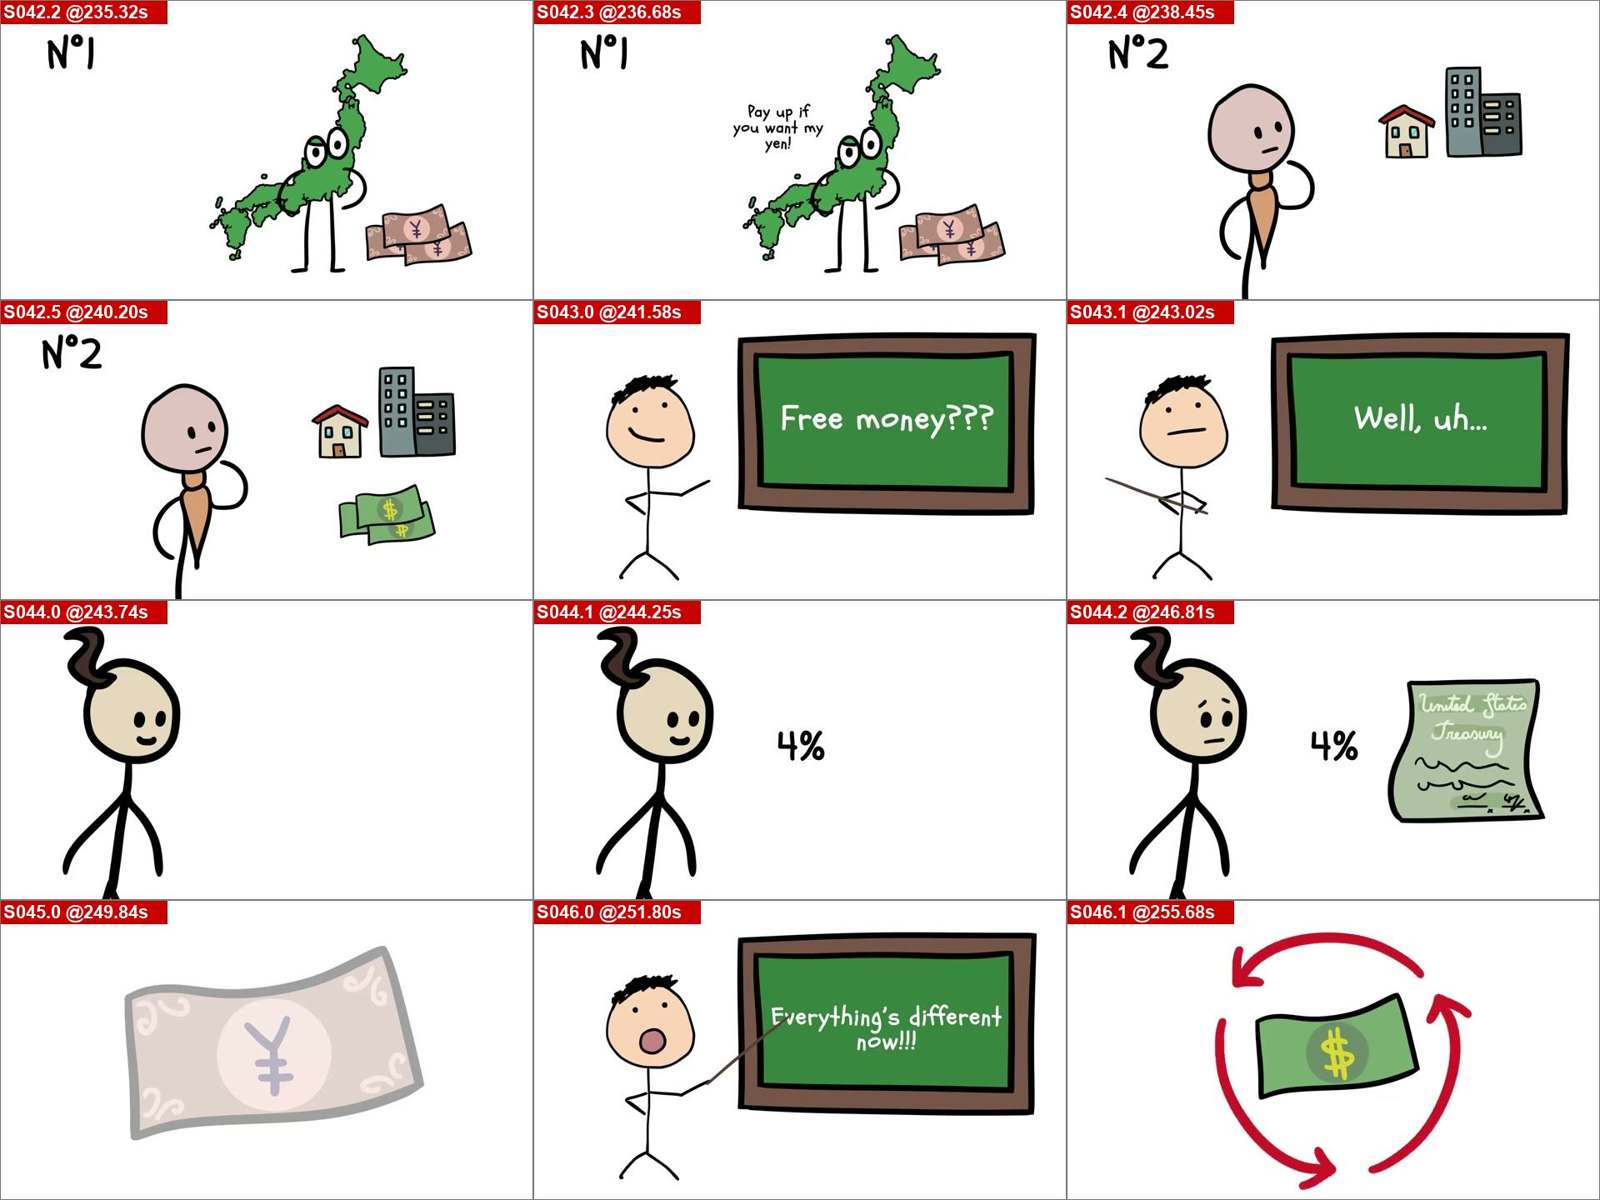 S042.2 @235.32s
N°1
¥
¥
¥
S042.3 @236.68s
N°1
Pay up if
you want my
yen!
¥
¥
¥
S042.4 @238.45s
N°2
S042.5 @240.20s
N°2
$
$
S043.0 @241.58s
Free money???
S043.1 @243.02s
Well, uh...
S044.0 @243.74s
S044.1 @244.25s
4%
S044.2 @246.81s
4%
United States
Treasury
S045.0 @249.84s
¥
S046.0 @251.80s
Everything's different
now!!!
S046.1 @255.68s
$